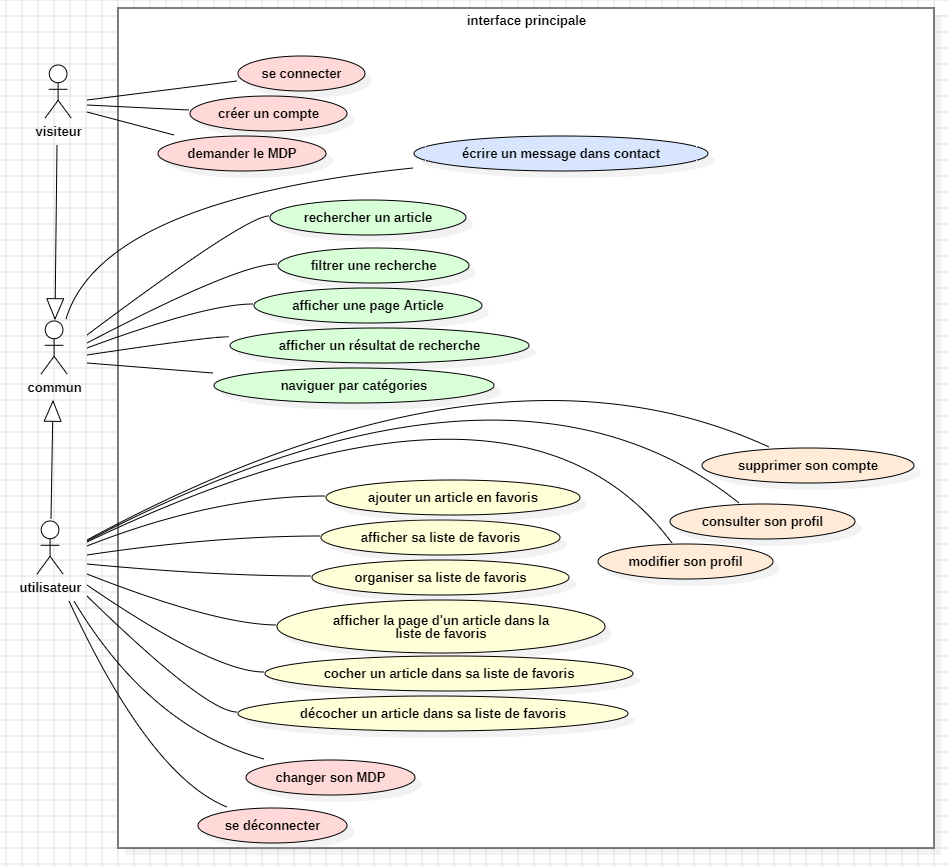 interface principale
se connecter
créer un compte
visiteur
demander le MDP
écrire un message dans contact
rechercher un article
filtrer une recherche
afficher une page Article
afficher un résultat de recherche
commun
naviguer par catégories
supprimer son compte
ajouter un article en favoris
consulter son profil
afficher sa liste de favoris
modifier son profil
organiser sa liste de favoris
utilisateur
afficher la page d'un article dans la
liste de favoris
cocher un article dans sa liste de favoris
décocher un article dans sa liste de favoris
changer son MDP
se déconnecter